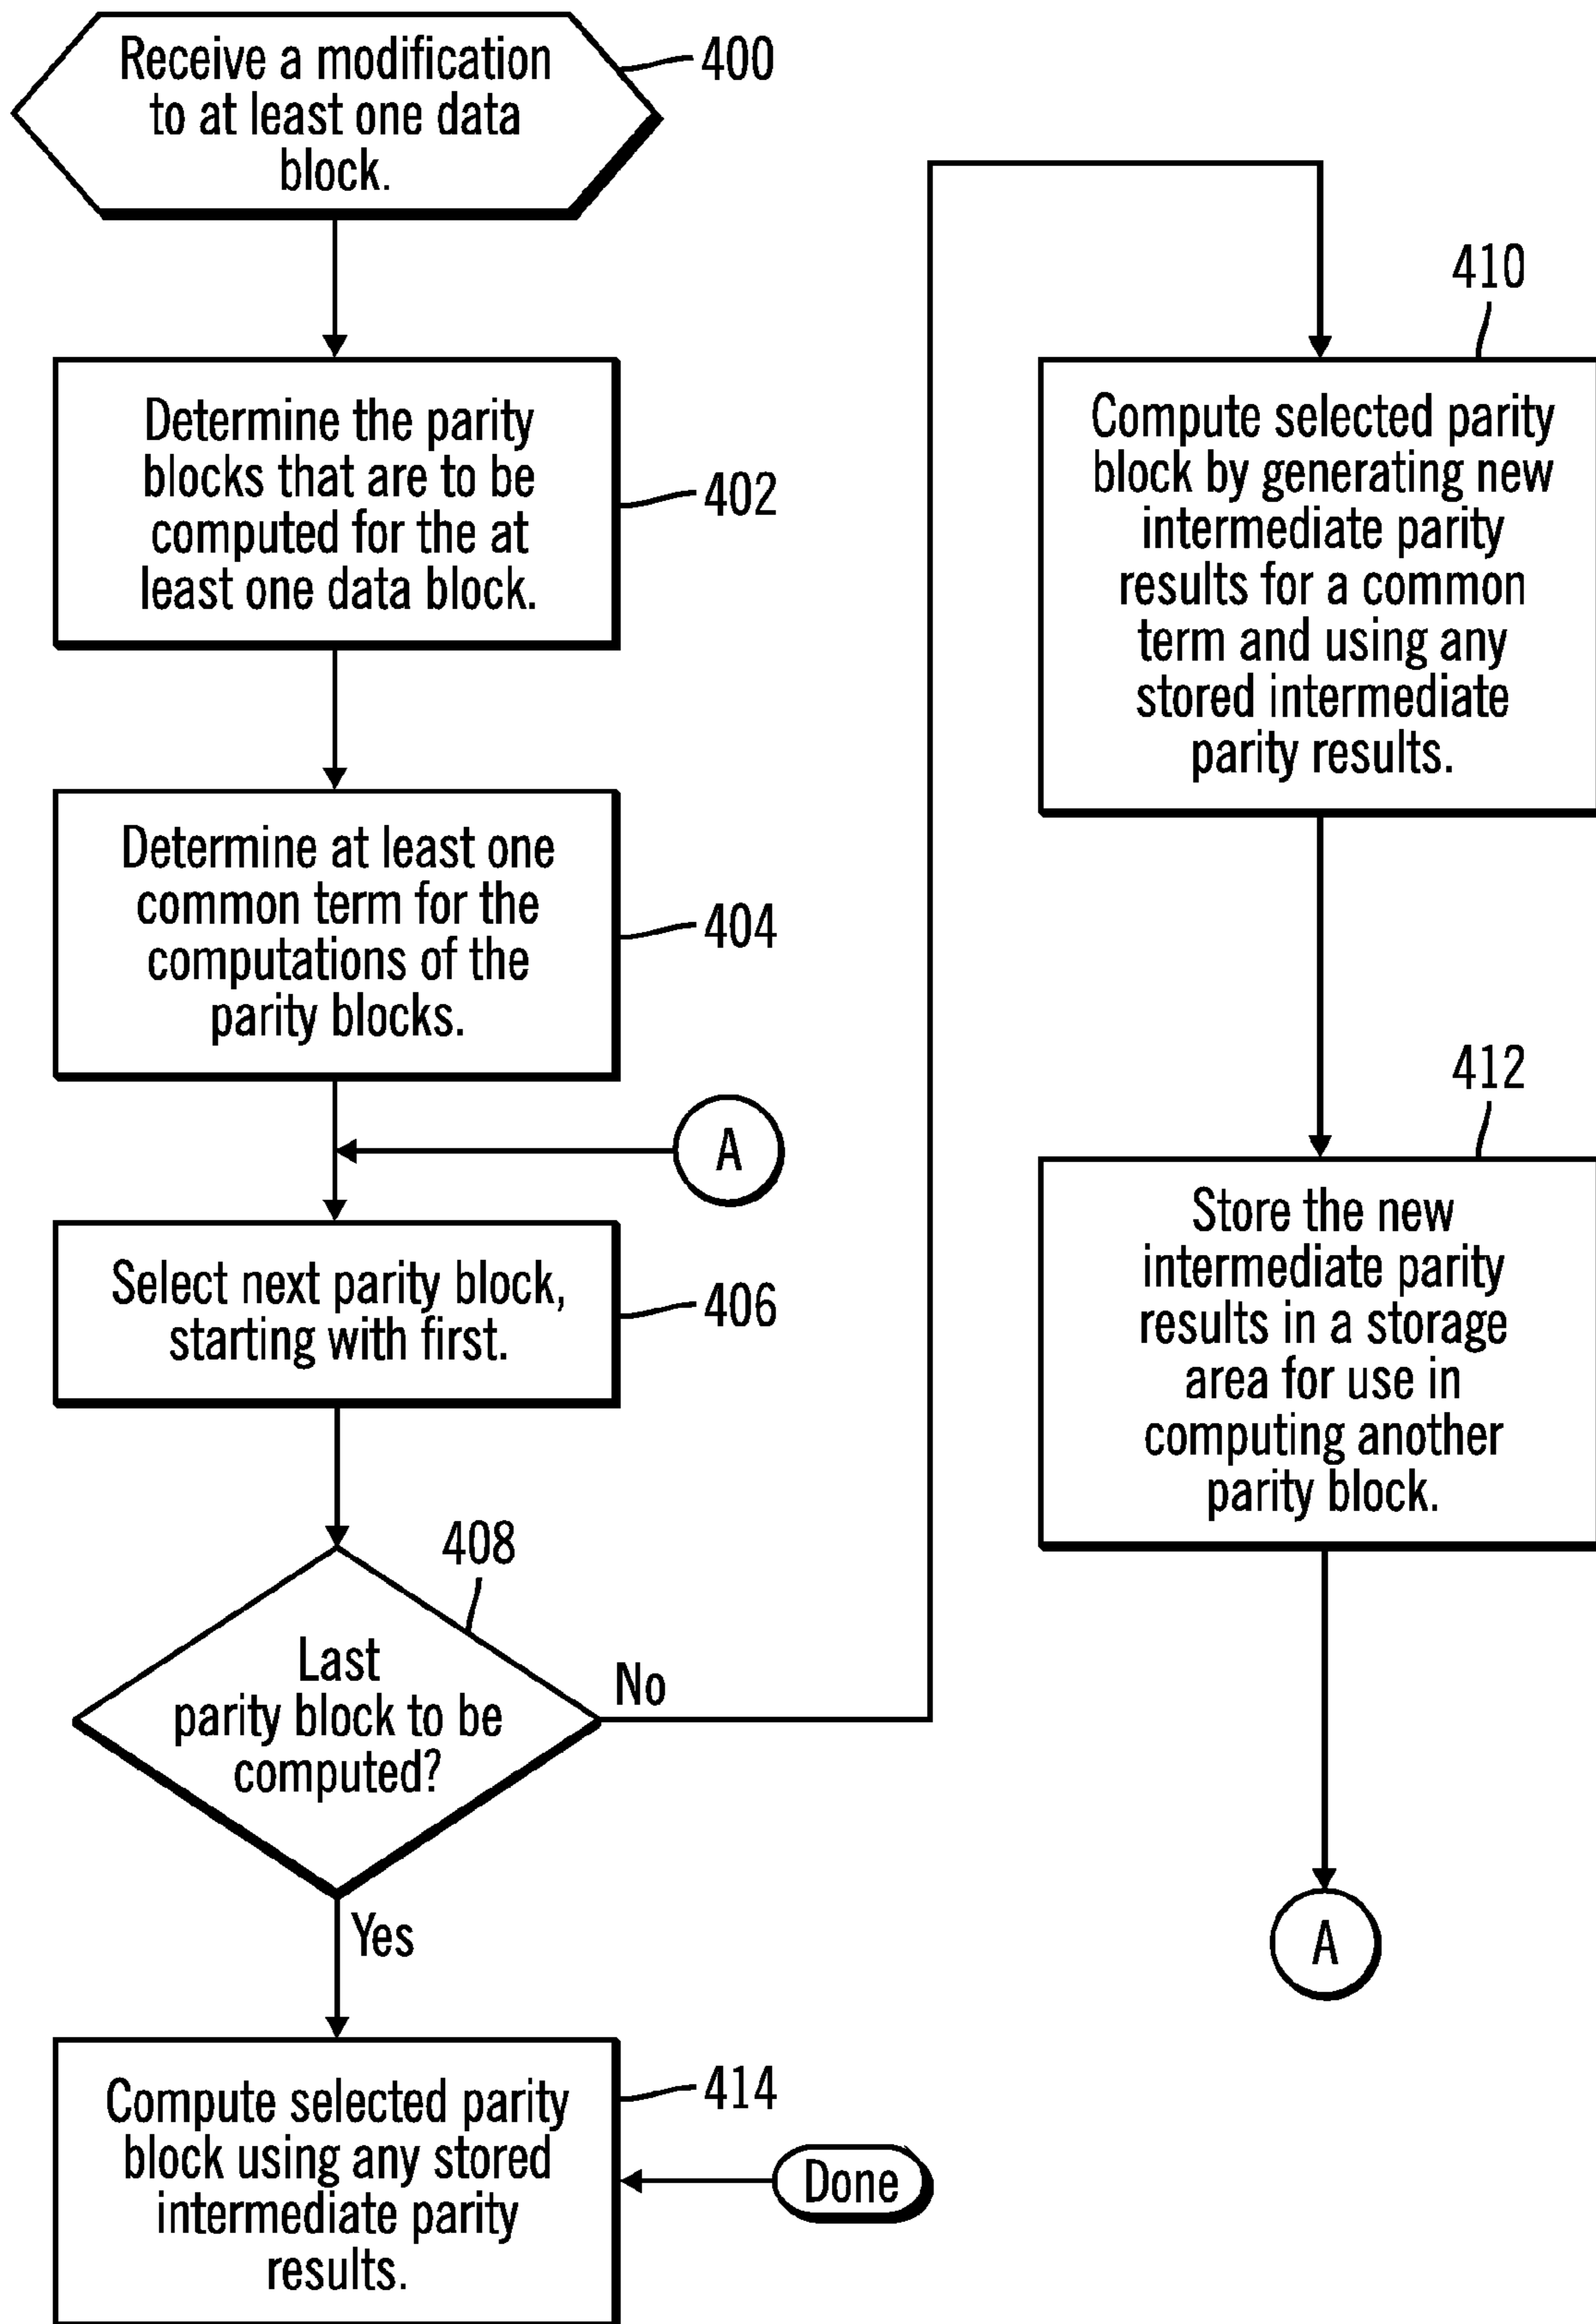 Receive a modification
to at least one data
block.
400
Determine the parity
blocks that are to be
computed for the at
least one data block.
402
Determine at least one
common term for the
computations of the
parity blocks.
404
A
Select next parity block,
starting with first.
406
408
Last
parity block to be
computed?
No
Yes
Compute selected parity
block using any stored
intermediate parity
results.
414
Done
410
Compute selected parity
block by generating new
intermediate parity
results for a common
term and using any
stored intermediate
parity results.
412
Store the new
intermediate parity
results in a storage
area for use in
computing another
parity block.
A